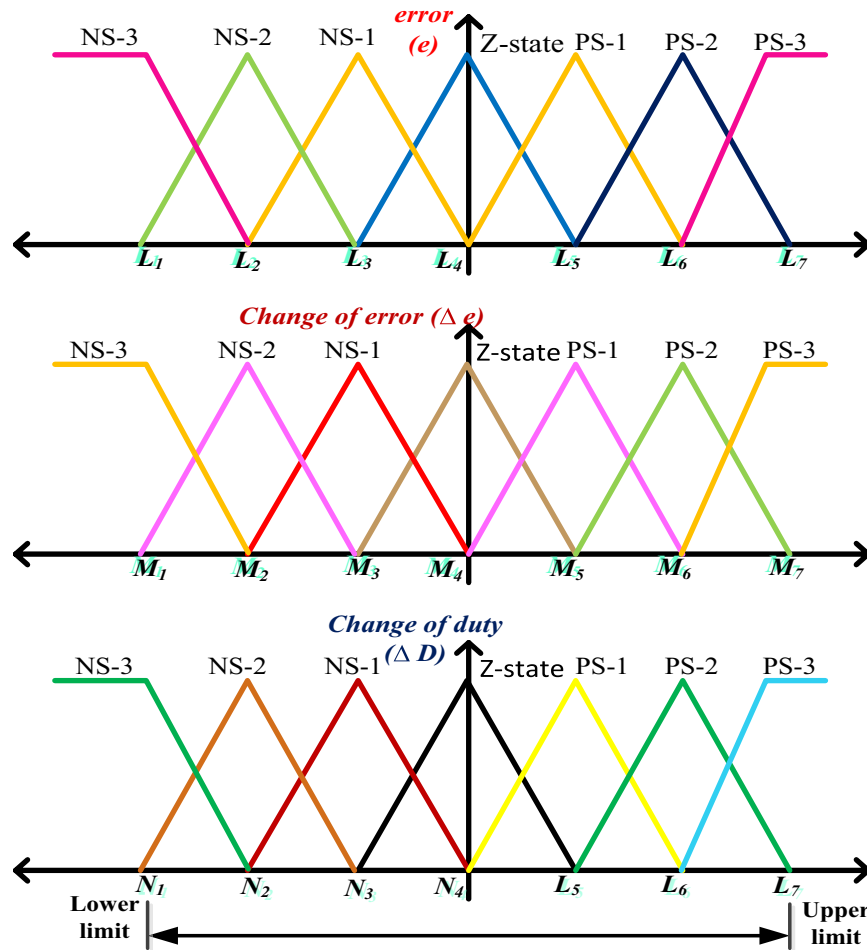 error
(e)
NS-3 NS-2 NS-1 Z-state PS-1 PS-2 PS-3
L1 L2 L3 L4 L5 L6 L7
Change of error (Δ e)
NS-3 NS-2 NS-1 Z-state PS-1 PS-2 PS-3
M1 M2 M3 M4 M5 M6 M7
Change of duty
(Δ D)
NS-3 NS-2 NS-1 Z-state PS-1 PS-2 PS-3
N1 N2 N3 N4 L5 L6 L7
Lower
limit
Upper
limit